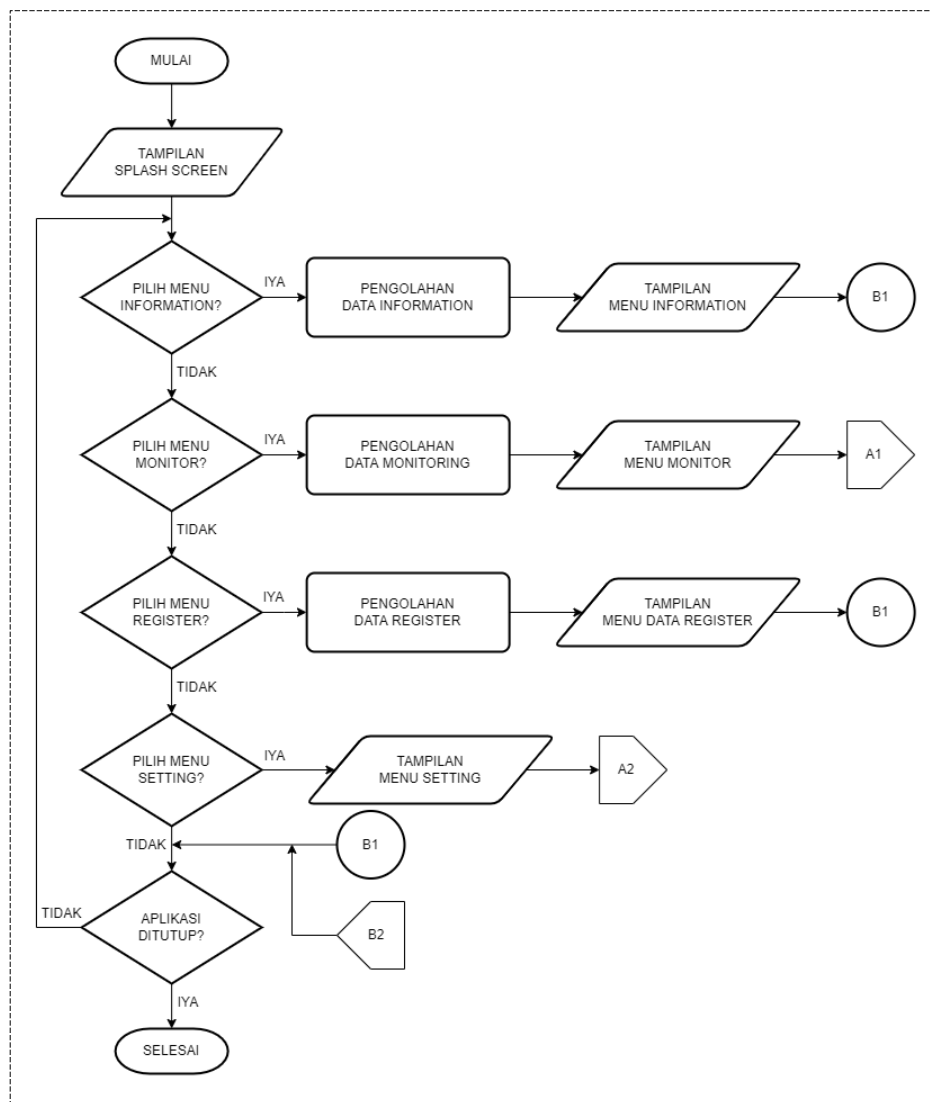 MULAI
TAMPILAN
SPLASH SCREEN
PILIH MENU
INFORMATION?
IYA
PENGOLAHAN
DATA INFORMATION
TAMPILAN
MENU INFORMATION
B1
TIDAK
PILIH MENU
MONITOR?
IYA
PENGOLAHAN
DATA MONITORING
TAMPILAN
MENU MONITOR
A1
TIDAK
PILIH MENU
REGISTER?
IYA
PENGOLAHAN
DATA REGISTER
TAMPILAN
MENU DATA REGISTER
B1
TIDAK
PILIH MENU
SETTING?
IYA
TAMPILAN
MENU SETTING
A2
TIDAK
B1
TIDAK
APLIKASI
DITUTUP?
B2
IYA
SELESAI